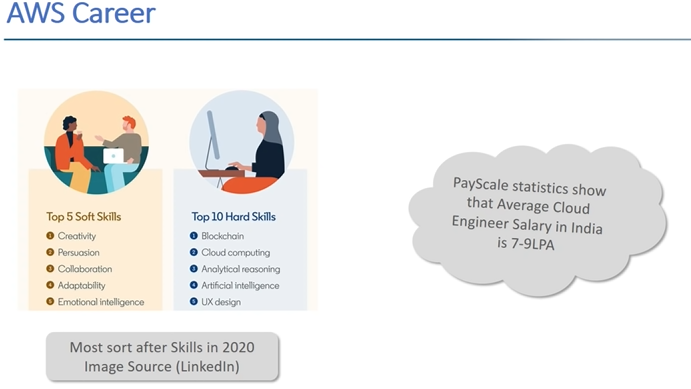 AWS Career
Top 5 Soft Skills
1 Creativity
2 Persuasion
3 Collaboration
4 Adaptability
5 Emotional intelligence
Top 10 Hard Skills
1 Blockchain
2 Cloud computing
3 Analytical reasoning
4 Artificial intelligence
5 UX design
PayScale statistics show
that Average Cloud
Engineer Salary in India
is 7-9LPA
Most sort after Skills in 2020
Image Source (LinkedIn)